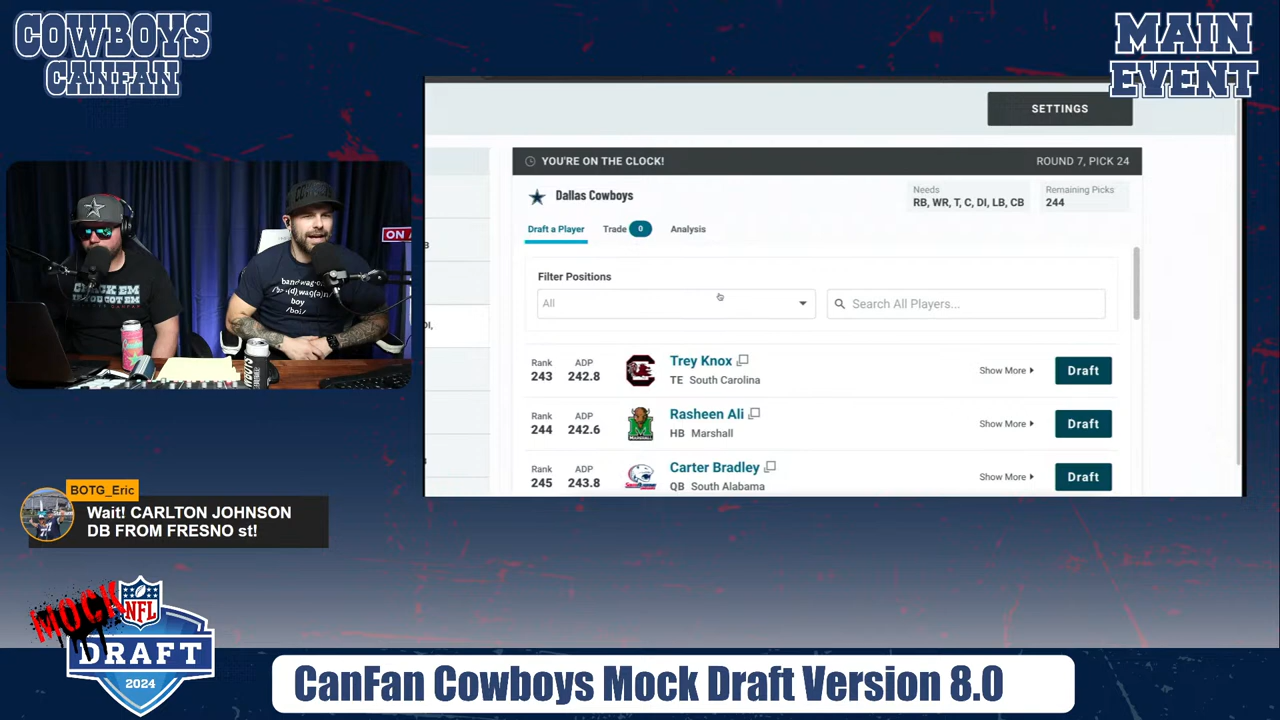 COWBOYS
CANFAN
MAIN
EVENT
SETTINGS
YOU'RE ON THE CLOCK!
ROUND 7, PICK 24
Dallas Cowboys
Needs
RB, WR, T, C, DI, LB, CB
Remaining Picks
244
Draft a Player
Trade 0
Analysis
Filter Positions
All
Search All Players...
Rank
243
ADP
242.8
Trey Knox
TE South Carolina
Show More
Draft
Rank
244
ADP
242.6
Rasheen Ali
HB Marshall
Show More
Draft
Rank
245
ADP
243.8
Carter Bradley
QB South Alabama
Show More
Draft
ON
BOTG_Eric
Wait! CARLTON JOHNSON
DB FROM FRESNO st!
MOCK
NFL
DRAFT
2024
CanFan Cowboys Mock Draft Version 8.0